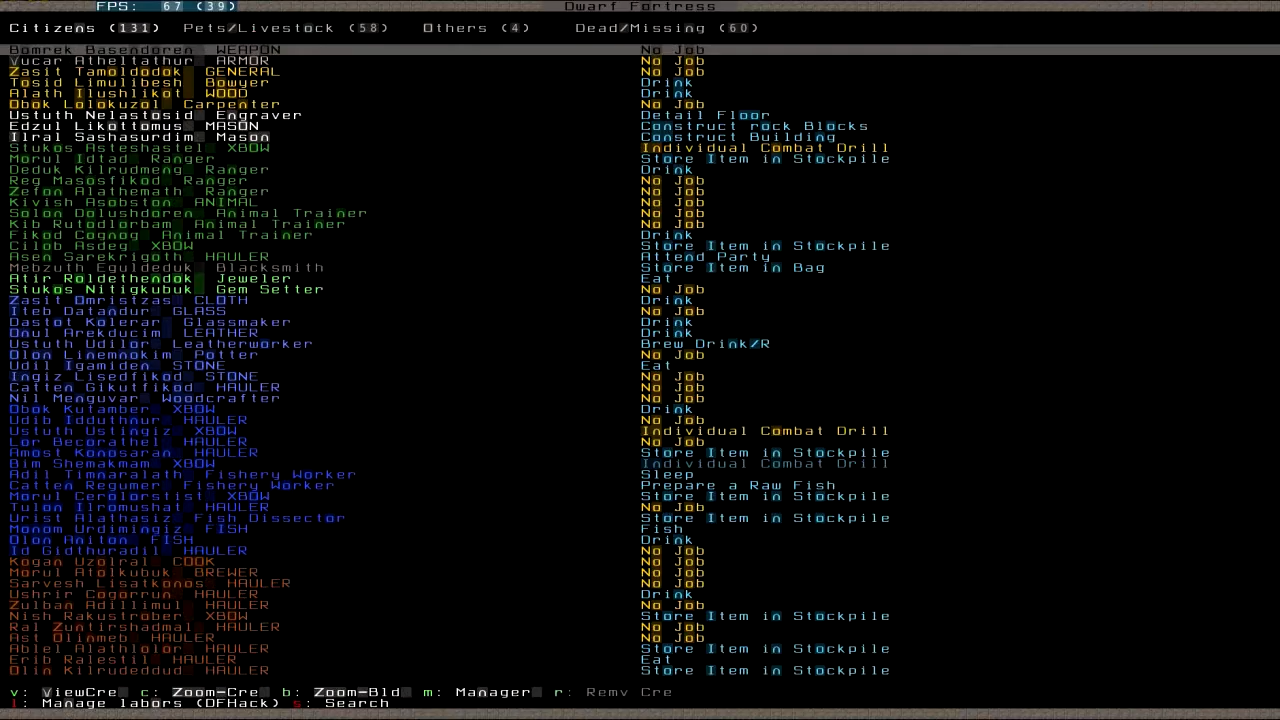 FPS: 67 (39) Dwarf Fortress
Citizens (131) Pets/Livestock (58) Others (4) Dead/Missing (60)
Bomrek Basendoren WEAPON No Job
Vucar Atheltathur ARMOR No Job
Zasit Tamoldodok GENERAL No Job
Tosid Limulibesh Bowyer Drink
Alath Ilushlikot WOOD Drink
Obok Lolokuzol Carpenter No Job
Ustuth Nelastosid Engraver Detail Floor
Edzul Likottomus MASON Construct rock Blocks
Ilral Sashasurdim Mason Construct Building
Stukos Asteshastel XBOW Individual Combat Drill
Morul Idtad Ranger Store Item in Stockpile
Deduk Kilrudmeng Ranger Drink
Reg Masosfikod Ranger No Job
Zefon Alathemath Ranger No Job
Kivish Asobston ANIMAL No Job
Solon Dolushdoren Animal Trainer No Job
Kib Rutodlorbam Animal Trainer No Job
Fikod Cognog Animal Trainer Drink
Cilob Asdeg XBOW Store Item in Stockpile
Asen Sarekrigoth HAULER Attend Party
Mebzuth Eguldeduk Blacksmith Store Item in Bag
Atir Roldethendok Jeweler Eat
Stukos Nitigkubuk Gem Setter No Job
Zasit Omristzas CLOTH Drink
Iteb Datandur GLASS No Job
Dastot Kolerar Glassmaker Drink
Onul Arekducim LEATHER Drink
Ustuth Udilor Leatherworker Brew Drink/R
Olon Linemnokim Potter No Job
Udil Igamiden STONE Eat
Ingiz Lisedfikod STONE No Job
Catten Gikutfikod HAULER No Job
Nil Menguvar Woodcrafter No Job
Obok Kutamber XBOW Drink
Udib Idduthnur HAULER No Job
Ustuth Ustingiz XBOW Individual Combat Drill
Lor Becorathel HAULER No Job
Amost Konosaran HAULER Store Item in Stockpile
Bim Shemakmam XBOW Individual Combat Drill
Adil Timnaralath Fishery Worker Sleep
Catten Regumer Fishery Worker Prepare a Raw Fish
Morul Cerolorstist XBOW Store Item in Stockpile
Tulon Ilromushat HAULER No Job
Urist Alathasiz Fish Dissector Store Item in Stockpile
Monom Urdimingiz FISH Fish
Olon Aniton FISH Drink
Id Gidthuradil HAULER No Job
Kogan Uzolral COOK No Job
Morul Atolkubuk BREWER No Job
Sarvesh Lisatkonos HAULER No Job
Ushrir Cogorrun HAULER Drink
Zulban Adillimul HAULER No Job
Nish Rakustrober XBOW Store Item in Stockpile
Ral Zuntirshadmal HAULER No Job
Ast Olinmeb HAULER No Job
Ablel Alathlolor HAULER Store Item in Stockpile
Erib Ralestil HAULER Eat
Olin Kilrudeddud HAULER Store Item in Stockpile
v: ViewCre c: Zoom-Cre b: Zoom-Bld m: Manager r: Remv Cre
l: Manage labors (DFHack) s: Search